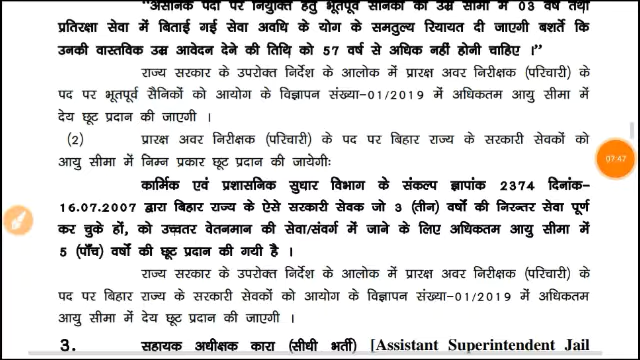 “असैनिक पदों पर नियुक्ति हेतु भूतपूर्व सैनिकों को उम्र सीमा में 03 वर्ष तथा
प्रतिरक्षा सेवा में बिताई गई सेवा अवधि के योग के समतुल्य रियायत दी जाएगी बशर्ते कि
उनकी वास्तविक उम्र आवेदन देने की तिथि को 57 वर्ष से अधिक नहीं होनी चाहिए ।”
राज्य सरकार के उपरोक्त निर्देश के आलोक में प्रारक्ष अवर निरीक्षक (परिचारी) के
पद पर भूतपूर्व सैनिकों को आयोग के विज्ञापन संख्या-01/2019 में अधिकतम आयु सीमा में
देय छूट प्रदान की जाएगी ।
(2) प्रारक्ष अवर निरीक्षक (परिचारी) के पद पर बिहार राज्य के सरकारी सेवकों को
आयु सीमा में निम्न प्रकार छूट प्रदान की जायेगीः
07:47
कार्मिक एवं प्रशासनिक सुधार विभाग के संकल्प ज्ञापांक 2374 दिनांक-
16.07.2007 द्वारा बिहार राज्य के ऐसे सरकारी सेवक जो 3 (तीन) वर्षों की निरन्तर सेवा पूर्ण
कर चुके हों, को उच्चतर वेतनमान की सेवा/संवर्ग में जाने के लिए अधिकतम आयु सीमा में
5 (पाँच) वर्षों की छूट प्रदान की गयी है ।
राज्य सरकार के उपरोक्त निर्देश के आलोक में प्रारक्ष अवर निरीक्षक (परिचारी) के
पद पर बिहार राज्य के सरकारी सेवकों को आयोग के विज्ञापन संख्या-01/2019 में अधिकतम
आयु सीमा में देय छूट प्रदान की जाएगी ।
3. सहायक अधीक्षक कारा (सीधी भर्ती) [Assistant Superintendent Jail